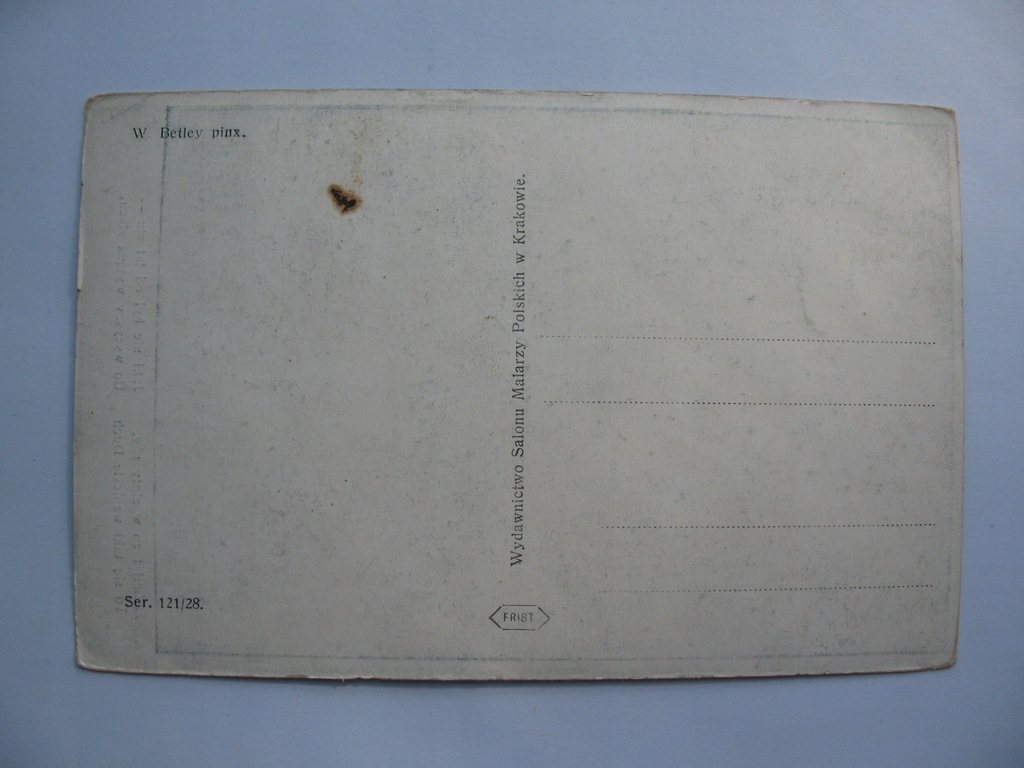 W. Betley pinx.
Wydawnictwo Salonu Malarzy Polskich w Krakowie.
Ser. 121/28.
FRIST